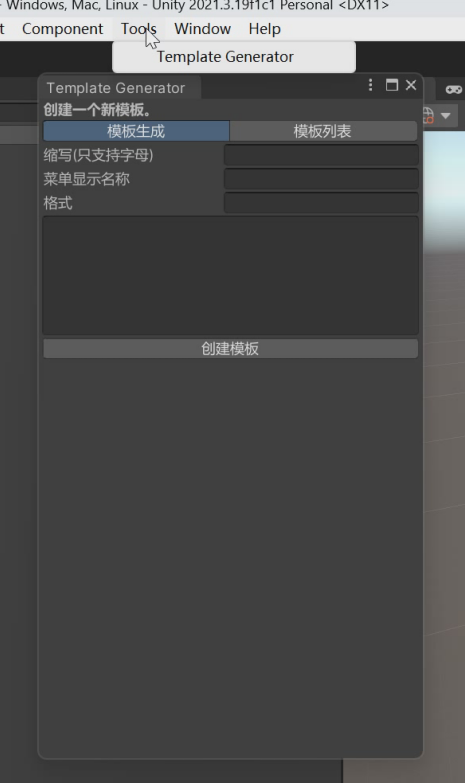 - Windows, Mac, Linux - Unity 2021.3.19f1c1 Personal <DX11>
t Component Tools Window Help
Template Generator
Template Generator
创建一个新模板。
模板生成 模板列表
缩写(只支持字母)
菜单显示名称
格式
创建模板